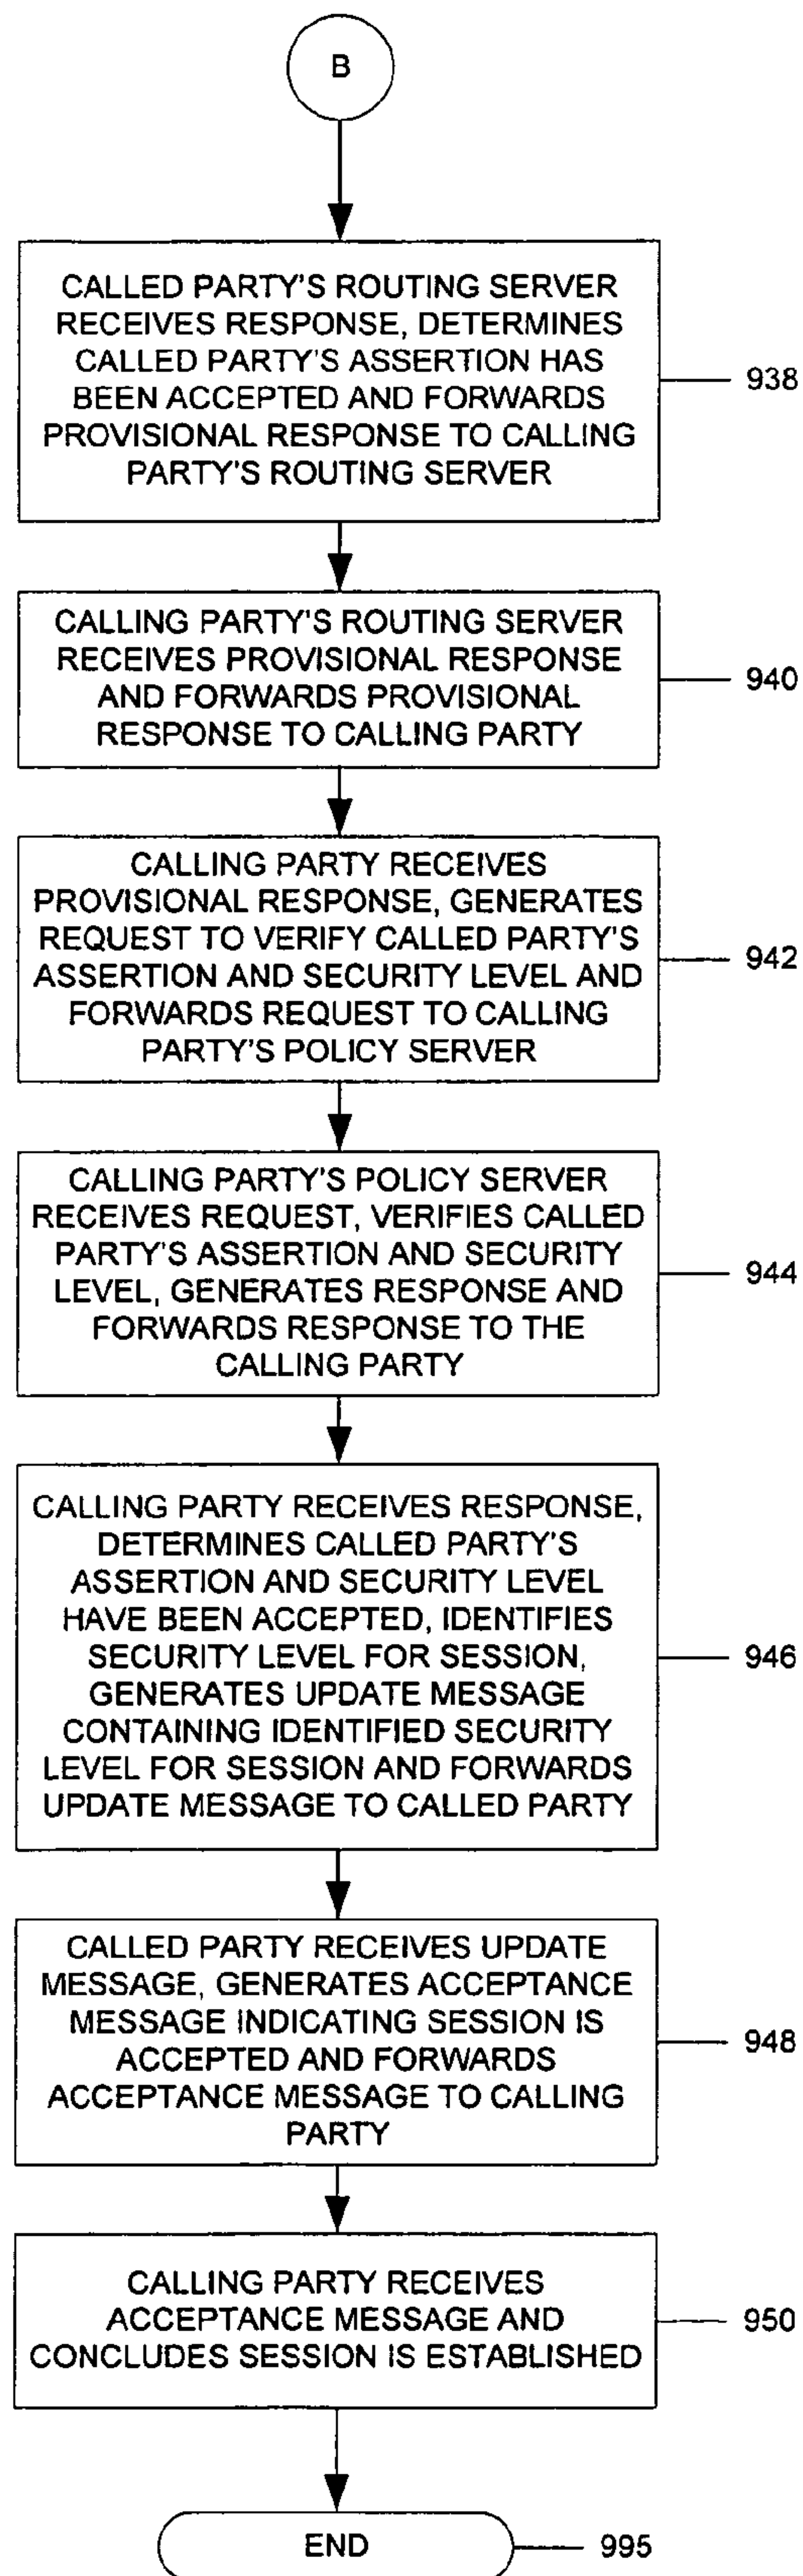 B
CALLED PARTY'S ROUTING SERVER
RECEIVES RESPONSE, DETERMINES
CALLED PARTY'S ASSERTION HAS
BEEN ACCEPTED AND FORWARDS
PROVISIONAL RESPONSE TO CALLING
PARTY'S ROUTING SERVER
938
CALLING PARTY'S ROUTING SERVER
RECEIVES PROVISIONAL RESPONSE
AND FORWARDS PROVISIONAL
RESPONSE TO CALLING PARTY
940
CALLING PARTY RECEIVES
PROVISIONAL RESPONSE, GENERATES
REQUEST TO VERIFY CALLED PARTY'S
ASSERTION AND SECURITY LEVEL AND
FORWARDS REQUEST TO CALLING
PARTY'S POLICY SERVER
942
CALLING PARTY'S POLICY SERVER
RECEIVES REQUEST, VERIFIES CALLED
PARTY'S ASSERTION AND SECURITY
LEVEL, GENERATES RESPONSE AND
FORWARDS RESPONSE TO THE
CALLING PARTY
944
CALLING PARTY RECEIVES RESPONSE,
DETERMINES CALLED PARTY'S
ASSERTION AND SECURITY LEVEL
HAVE BEEN ACCEPTED, IDENTIFIES
SECURITY LEVEL FOR SESSION,
GENERATES UPDATE MESSAGE
CONTAINING IDENTIFIED SECURITY
LEVEL FOR SESSION AND FORWARDS
UPDATE MESSAGE TO CALLED PARTY
946
CALLED PARTY RECEIVES UPDATE
MESSAGE, GENERATES ACCEPTANCE
MESSAGE INDICATING SESSION IS
ACCEPTED AND FORWARDS
ACCEPTANCE MESSAGE TO CALLING
PARTY
948
CALLING PARTY RECEIVES
ACCEPTANCE MESSAGE AND
CONCLUDES SESSION IS ESTABLISHED
950
END
995